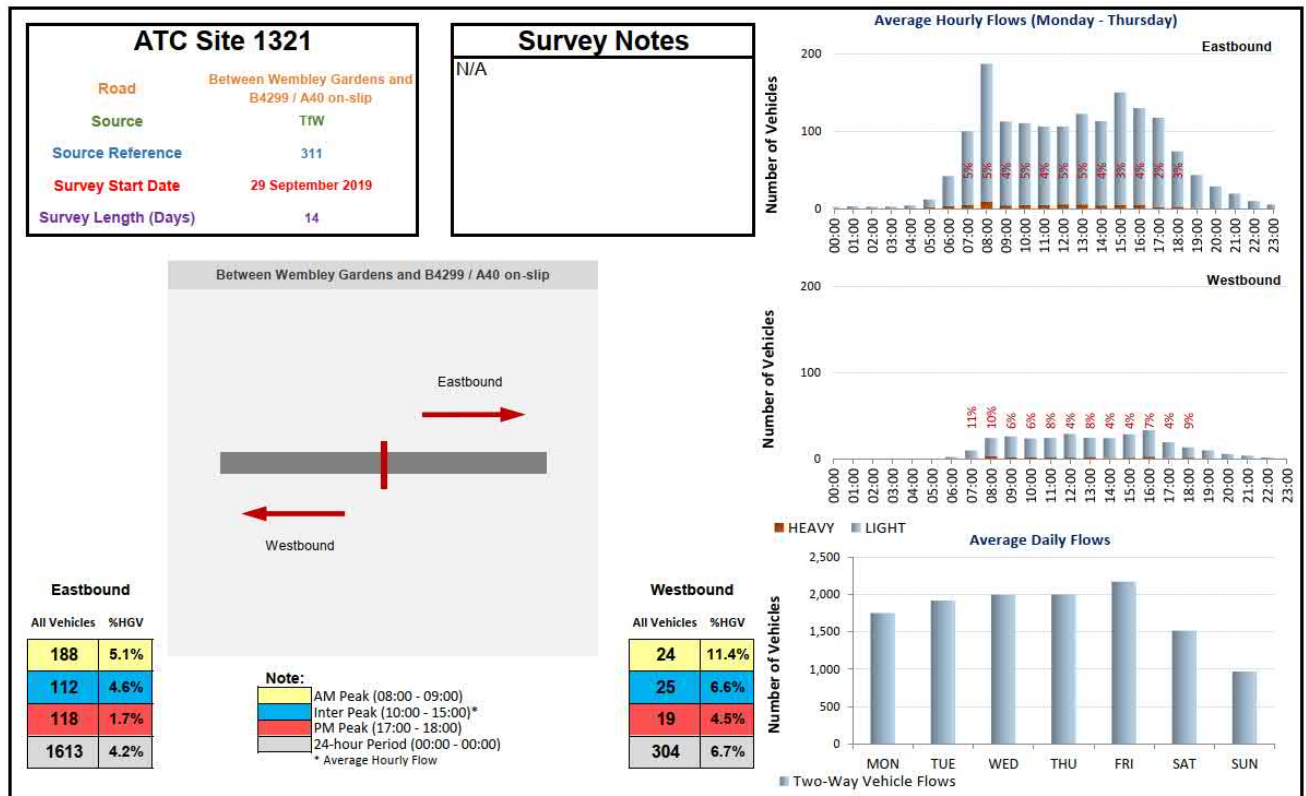 ATC Site 1321
Road
Between Wembley Gardens and
B4299 / A40 on-slip
Source
TfW
Source Reference
311
Survey Start Date
29 September 2019
Survey Length (Days)
14
Survey Notes
N/A
Between Wembley Gardens and B4299 / A40 on-slip
Eastbound
Westbound
Eastbound
All Vehicles %HGV
188 5.1%
112 4.6%
118 1.7%
1613 4.2%
Note:
AM Peak (08:00 - 09:00)
Inter Peak (10:00 - 15:00)*
PM Peak (17:00 - 18:00)
24-hour Period (00:00 - 00:00)
* Average Hourly Flow
Westbound
All Vehicles %HGV
24 11.4%
25 6.6%
19 4.5%
304 6.7%
Average Hourly Flows (Monday - Thursday)
Eastbound
Number of Vehicles
200
100
0
5% 5% 4% 5% 4% 5% 5% 4% 3% 4% 2% 3%
00:00 01:00 02:00 03:00 04:00 05:00 06:00 07:00 08:00 09:00 10:00 11:00 12:00 13:00 14:00 15:00 16:00 17:00 18:00 19:00 20:00 21:00 22:00 23:00
Westbound
Number of Vehicles
200
100
0
11% 10% 6% 6% 8% 4% 8% 4% 4% 7% 4% 9%
00:00 01:00 02:00 03:00 04:00 05:00 06:00 07:00 08:00 09:00 10:00 11:00 12:00 13:00 14:00 15:00 16:00 17:00 18:00 19:00 20:00 21:00 22:00 23:00
HEAVY LIGHT
Average Daily Flows
Number of Vehicles
2,500
2,000
1,500
1,000
500
0
MON TUE WED THU FRI SAT SUN
Two-Way Vehicle Flows